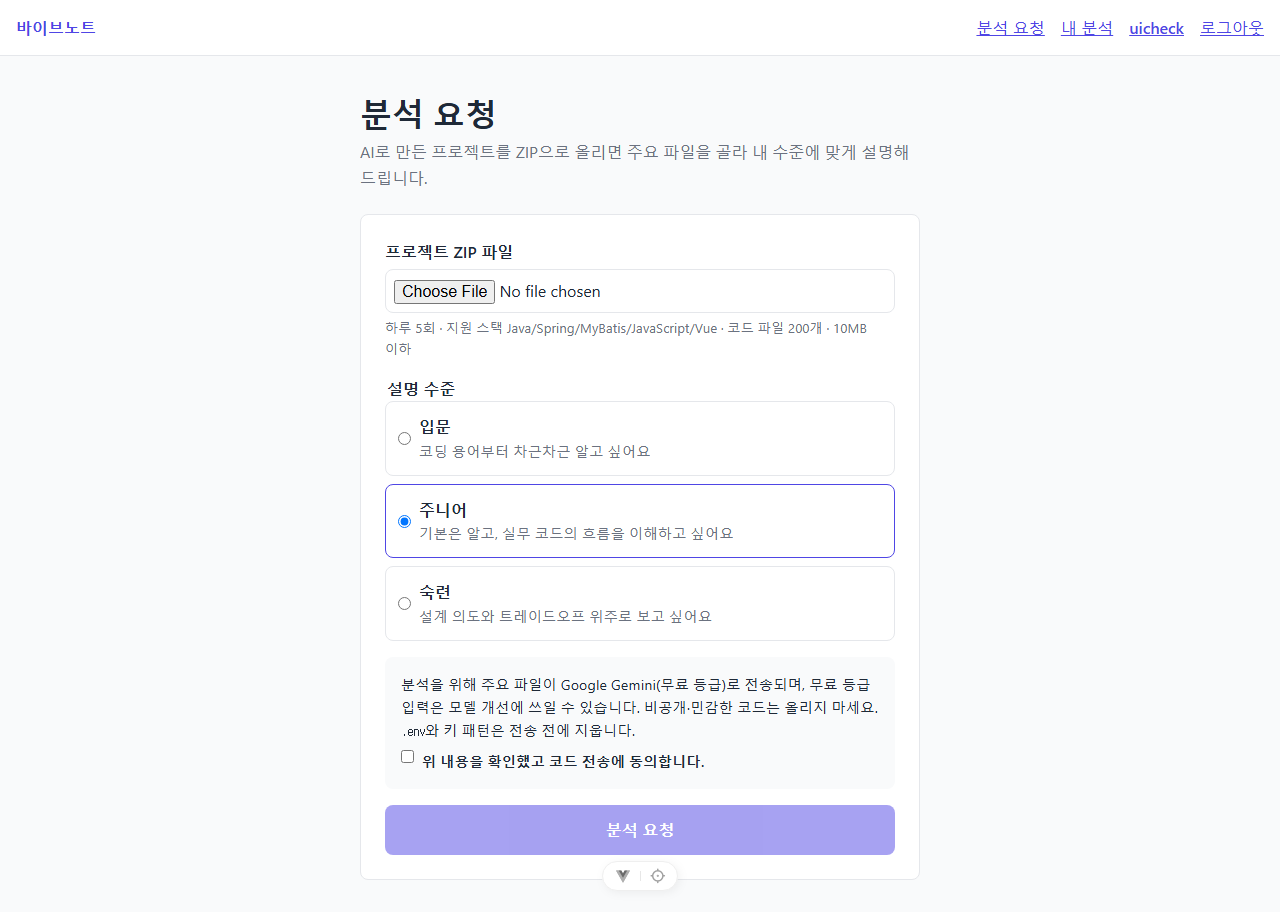 바이브노트
분석 요청 내 분석 uicheck 로그아웃
분석 요청
AI로 만든 프로젝트를 ZIP으로 올리면 주요 파일을 골라 내 수준에 맞게 설명해
드립니다.
프로젝트 ZIP 파일
Choose File No file chosen
하루 5회 · 지원 스택 Java/Spring/MyBatis/JavaScript/Vue · 코드 파일 200개 · 10MB
이하
설명 수준
입문
코딩 용어부터 차근차근 알고 싶어요
주니어
기본은 알고, 실무 코드의 흐름을 이해하고 싶어요
숙련
설계 의도와 트레이드오프 위주로 보고 싶어요
분석을 위해 주요 파일이 Google Gemini(무료 등급)로 전송되며, 무료 등급
입력은 모델 개선에 쓰일 수 있습니다. 비공개·민감한 코드는 올리지 마세요.
.env와 키 패턴은 전송 전에 지웁니다.
위 내용을 확인했고 코드 전송에 동의합니다.
분석 요청